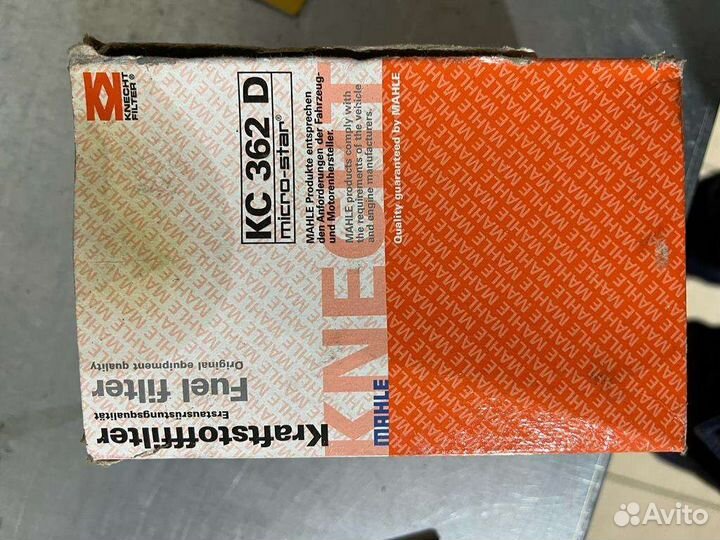 KNECHT
FILTER®
KC 362 D
micro-star®
MAHLE Produkte entsprechen
den Anforderungen der Fahrzeug-
und Motorenhersteller.
MAHLE products comply with
the requirements of the vehicle
and engine manufacturers.
Quality guaranteed by MAHLE
KNECHT
MAHLE
Kraftstofffilter
Erstausrüstungsqualität
Fuel filter
Original equipment quality
Avito